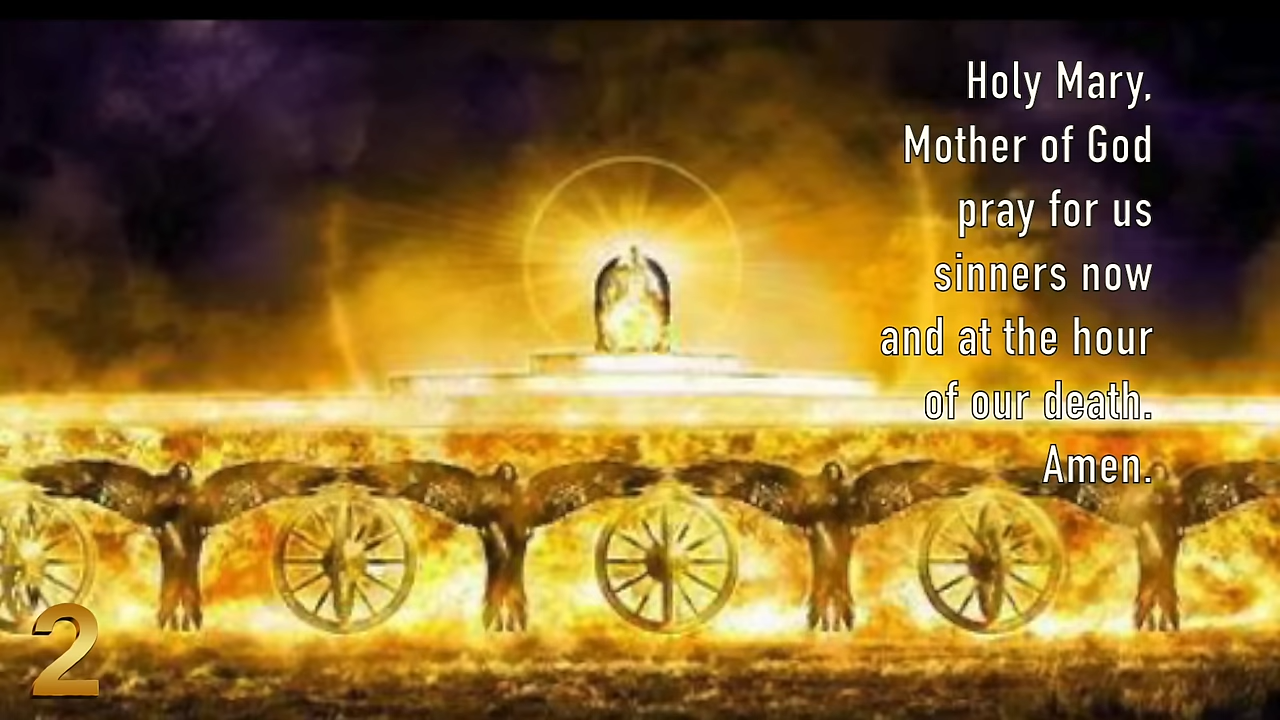 Holy Mary,
Mother of God
pray for us
sinners now
and at the hour
of our death.
Amen.
2